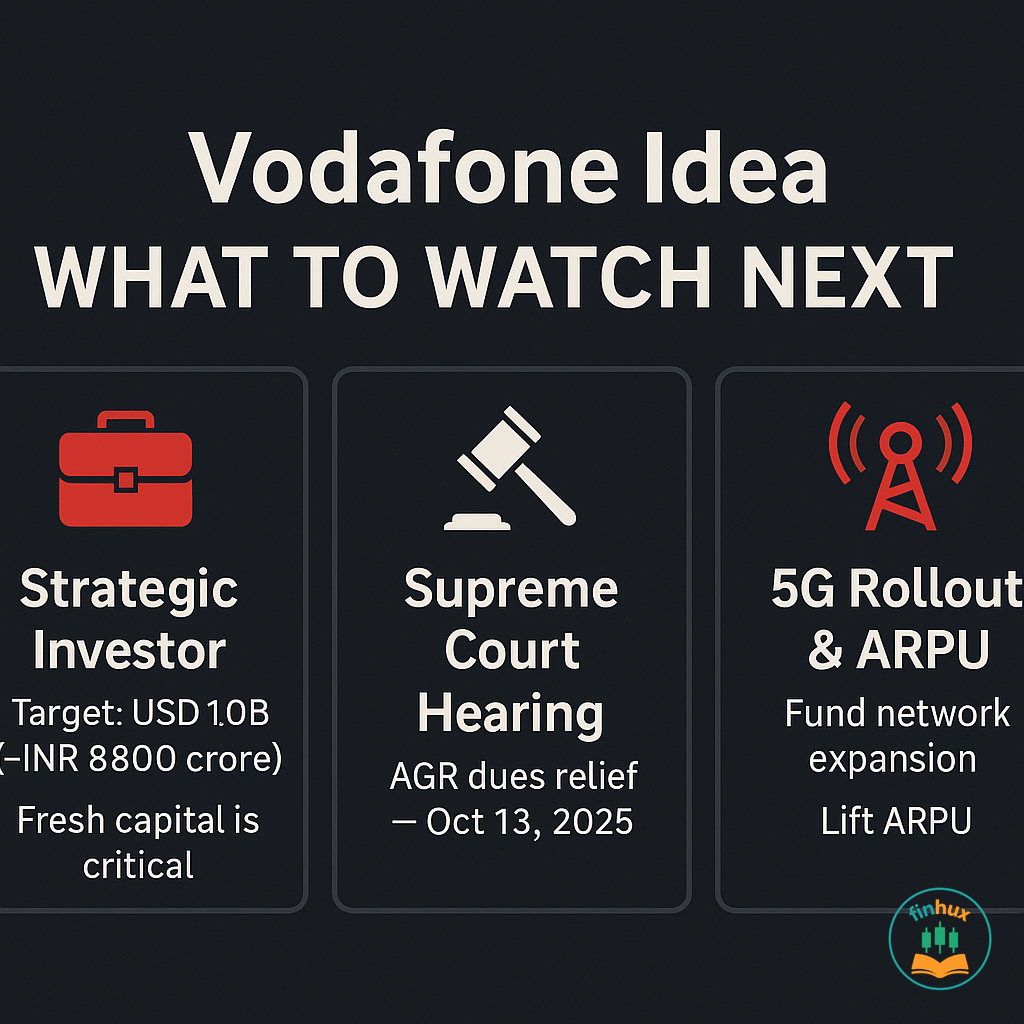 Vodafone Idea
WHAT TO WATCH NEXT
Strategic
Investor
Target: USD 1.0B
(–INR 8800 crore)
Fresh capital is
critical
Supreme
Court
Hearing
AGR dues relief
– Oct 13, 2025
5G Rollout
& ARPU
Fund network
expansion
Lift ARPU
finhux